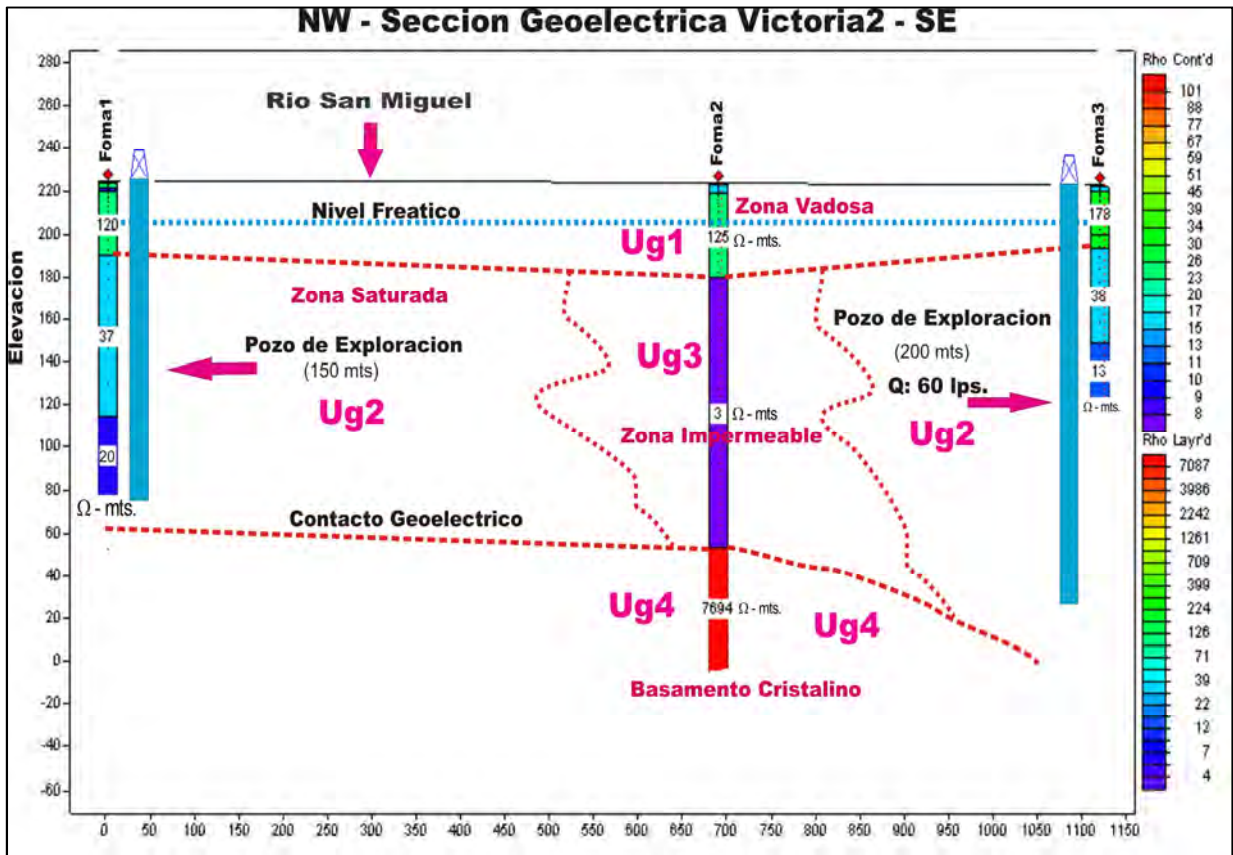 NW - Seccion Geoelectrica Victoria2 - SE
Elevacion
280
260
240
220
200
180
160
140
120
100
80
60
40
20
0
-20
-40
-60
0
50
100
150
200
250
300
350
400
450
500
550
600
650
700
750
800
850
900
950
1000
1050
1100
1150
Rio San Miguel
Foma1
Foma2
Foma3
Nivel Freatico
Zona Vadosa
Ug1
120
125 Ω - mts.
178
Zona Saturada
37
Pozo de Exploracion
(150 mts)
Ug2
20
Ω - mts.
Ug3
3 Ω - mts
Zona Impermeable
Pozo de Exploracion
(200 mts)
Q: 60 lps.
Ug2
38
13
Ω - mts.
Contacto Geoelectrico
Ug4
7694 Ω - mts.
Ug4
Basamento Cristalino
Rho Cont'd
101
88
77
67
59
51
45
39
34
30
26
23
20
17
15
13
11
10
9
8
Rho Layr'd
7087
3986
2242
1261
709
399
224
126
71
39
22
12
7
4